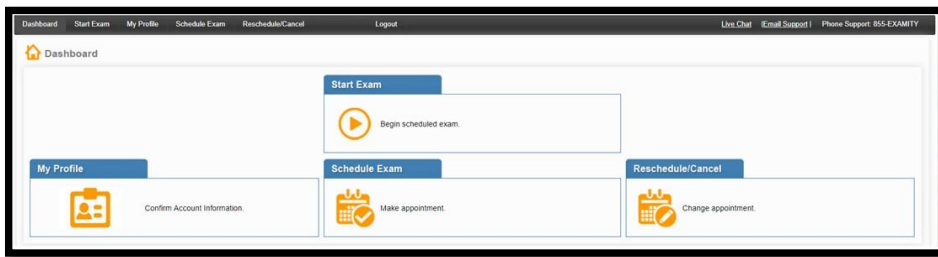 Dashboard Start Exam My Profile Schedule Exam Reschedule/Cancel Logout Live Chat |Email Support| Phone Support: 855-EXAMITY
Dashboard
Start Exam
Begin scheduled exam.
My Profile
Confirm Account Information.
Schedule Exam
Make appointment.
Reschedule/Cancel
Change appointment.